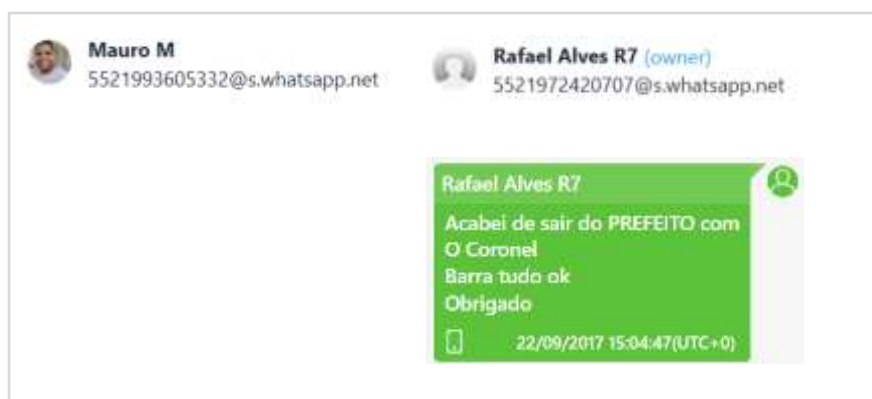 Mauro M
5521993605332@s.whatsapp.net
Rafael Alves R7 (owner)
5521972420707@s.whatsapp.net
Rafael Alves R7
Acabei de sair do PREFEITO com
O Coronel
Barra tudo ok
Obrigado
22/09/2017 15:04:47(UTC+0)